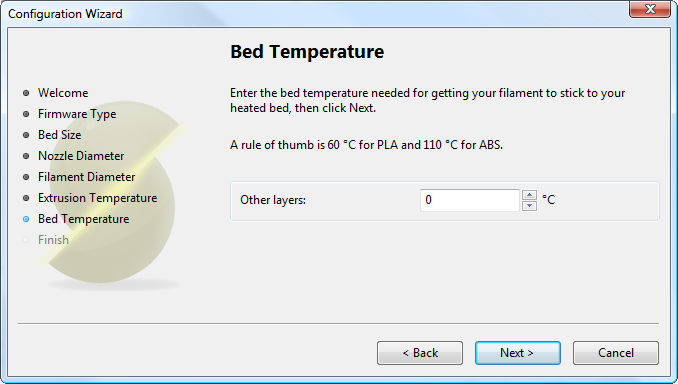 Configuration Wizard
Welcome
Firmware Type
Bed Size
Nozzle Diameter
Filament Diameter
Extrusion Temperature
Bed Temperature
Finish
Bed Temperature
Enter the bed temperature needed for getting your filament to stick to your
heated bed, then click Next.
A rule of thumb is 60 °C for PLA and 110 °C for ABS.
Other layers: 0 °C
< Back Next > Cancel